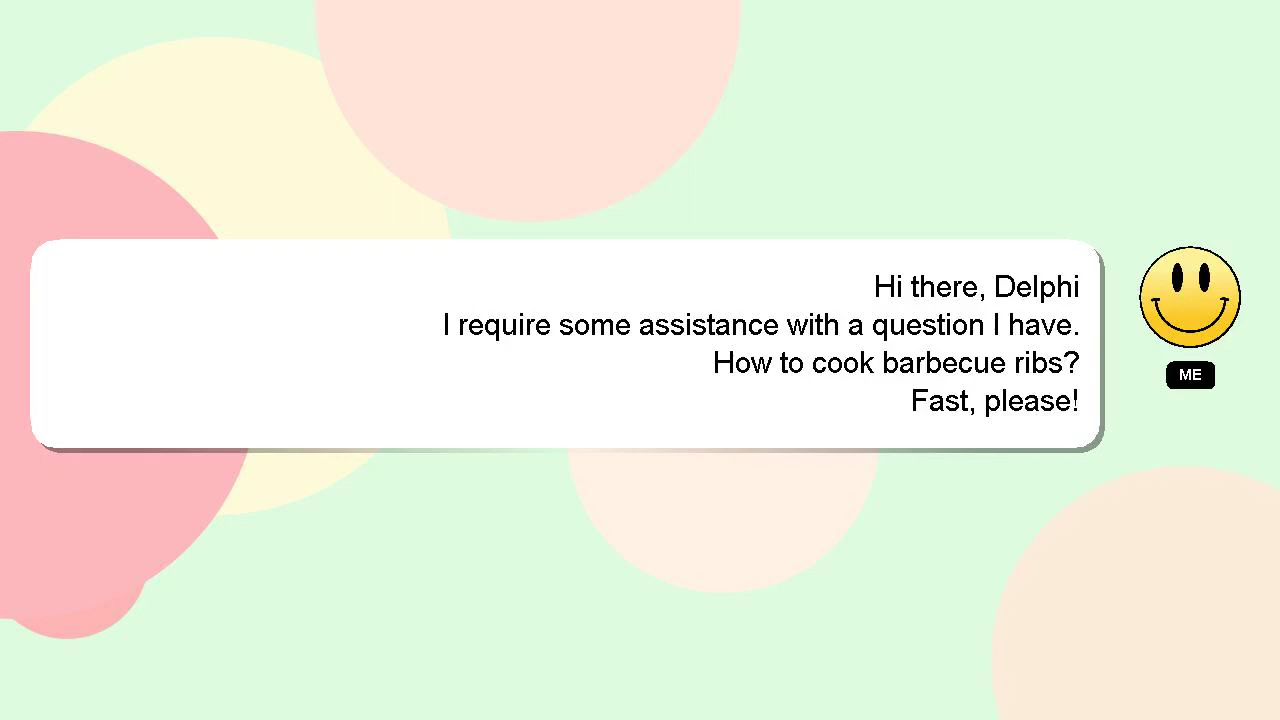 Hi there, Delphi
I require some assistance with a question I have.
How to cook barbecue ribs?
Fast, please!
ME